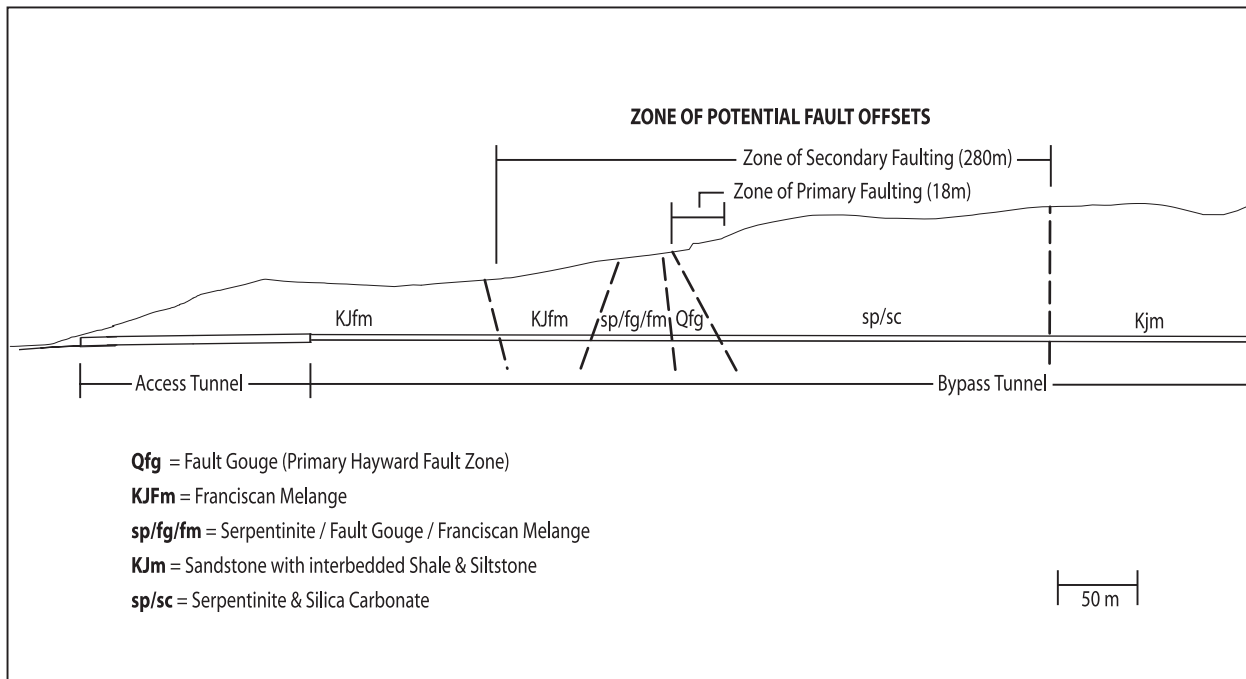 ZONE OF POTENTIAL FAULT OFFSETS
Zone of Secondary Faulting (280m)
Zone of Primary Faulting (18m)
KJfm KJfm sp/fg/fm Qfg sp/sc Kjm
Access Tunnel Bypass Tunnel
Qfg = Fault Gouge (Primary Hayward Fault Zone)
KJFm = Franciscan Melange
sp/fg/fm = Serpentinite / Fault Gouge / Franciscan Melange
KJm = Sandstone with interbedded Shale & Siltstone
sp/sc = Serpentinite & Silica Carbonate
50 m